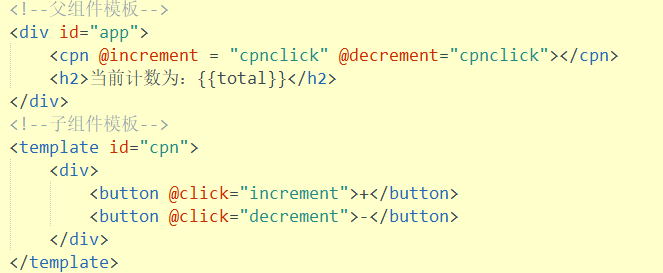 <!--父组件模板-->
<div id="app">
    <cpn @increment = "cpnclick" @decrement="cpnclick"></cpn>
    <h2>当前计数为: {{total}}</h2>
</div>
<!--子组件模板-->
<template id="cpn">
    <div>
        <button @click="increment">+</button>
        <button @click="decrement">-</button>
    </div>
</template>